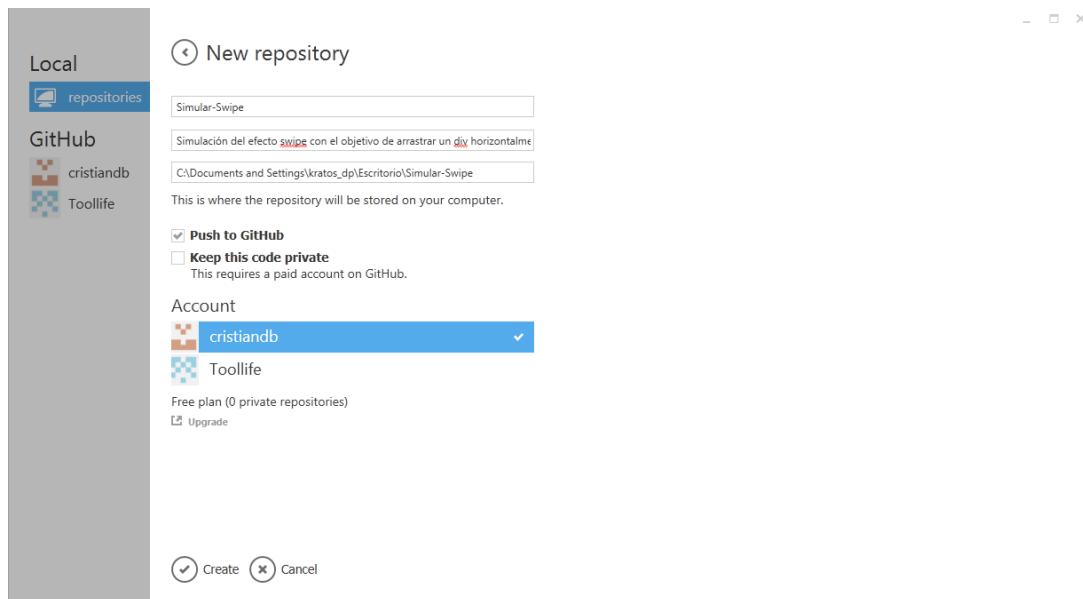 Local
repositories
GitHub
cristiandb
Toollife
New repository
Simular-Swipe
Simulación del efecto swipe con el objetivo de arrastrar un div horizontalme
C:\Documents and Settings\kratos_dp\Escritorio\Simular-Swipe
This is where the repository will be stored on your computer.
Push to GitHub
Keep this code private
This requires a paid account on GitHub.
Account
cristiandb
Toollife
Free plan (0 private repositories)
Upgrade
Create
Cancel